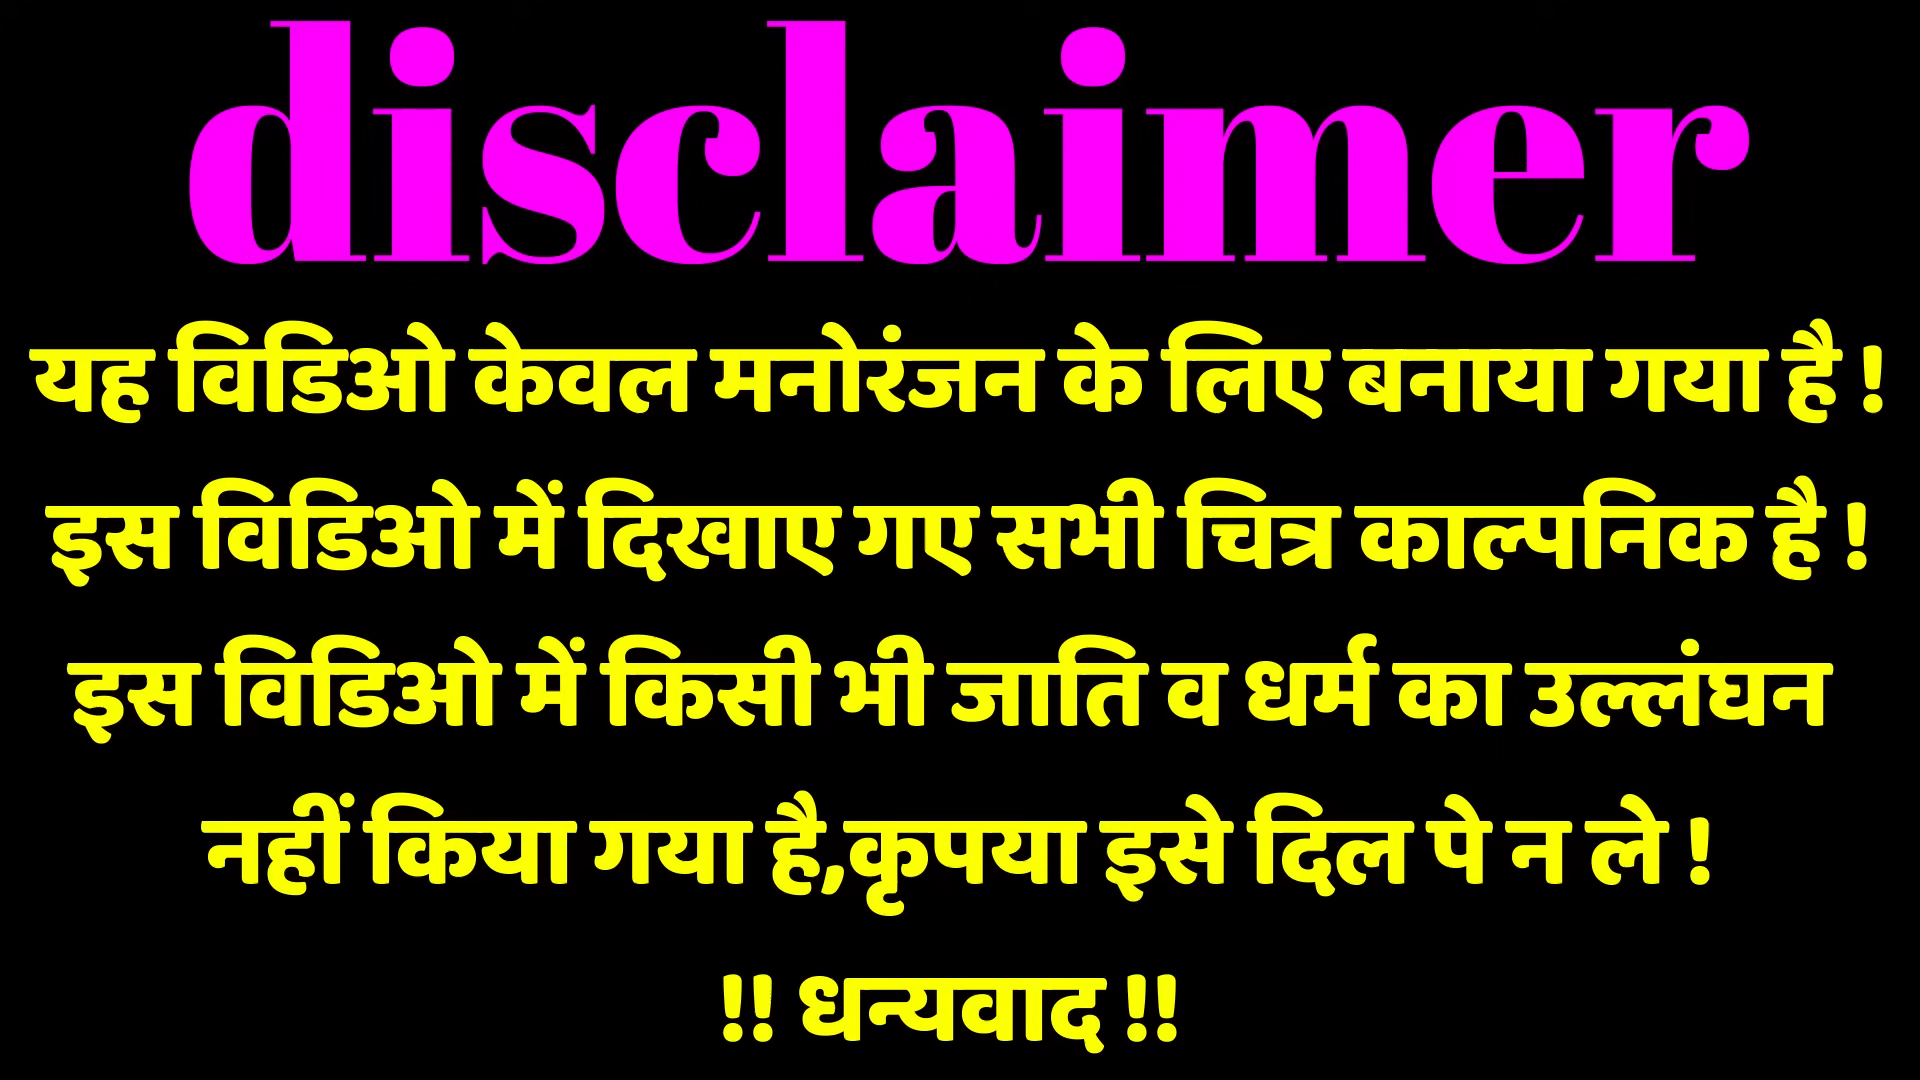 disclaimer
यह विडिओ केवल मनोरंजन के लिए बनाया गया है !
इस विडिओ में दिखाए गए सभी चित्र काल्पनिक है !
इस विडिओ में किसी भी जाति व धर्म का उल्लंघन
नहीं किया गया है,कृपया इसे दिल पे न ले !
!! धन्यवाद !!